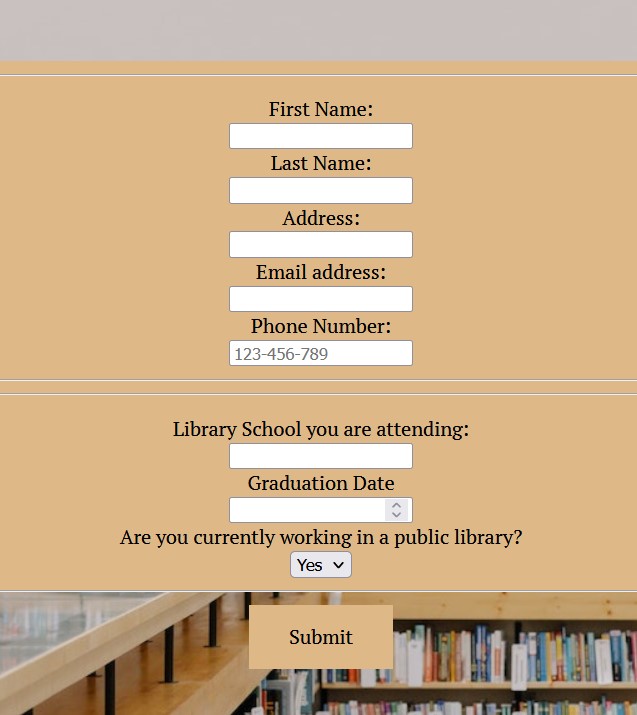 First Name:
Last Name:
Address:
Email address:
Phone Number:
123-456-789
Library School you are attending:
Graduation Date
Are you currently working in a public library?
Yes
Submit